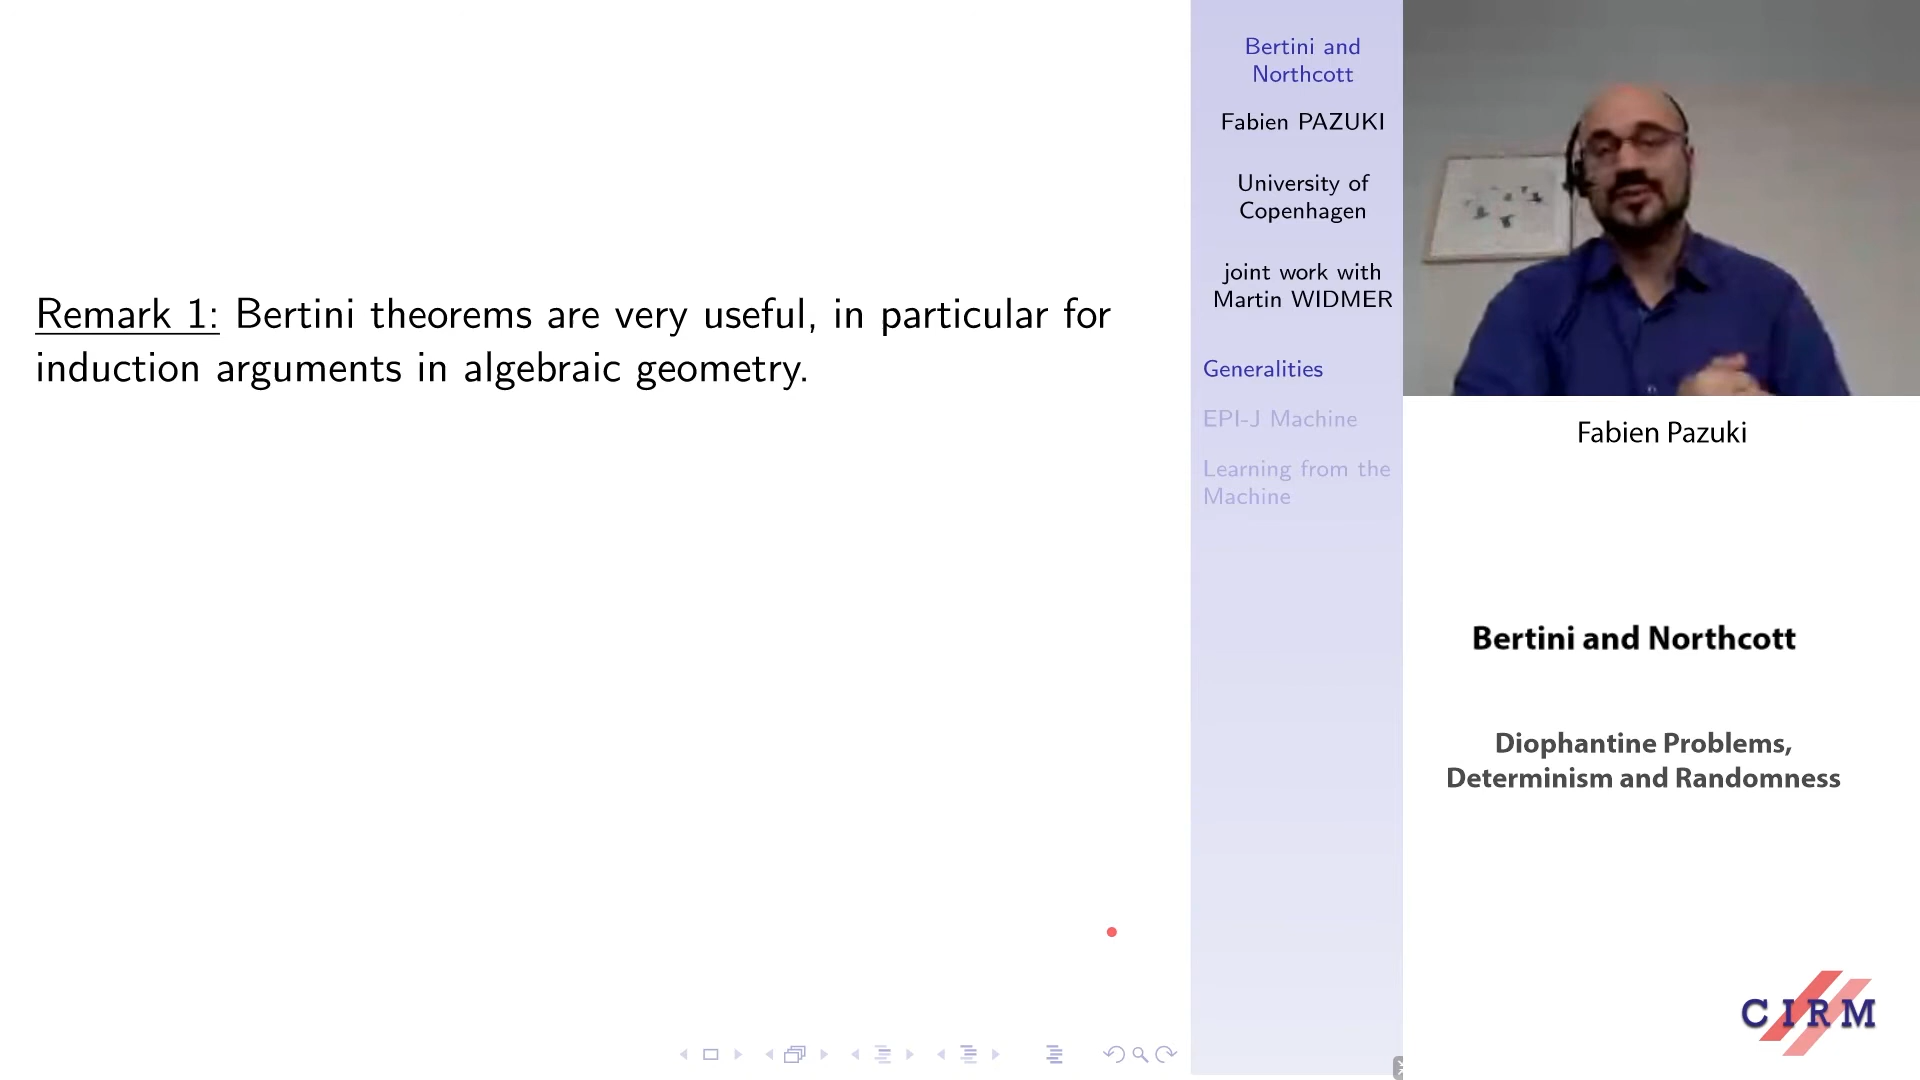 Remark 1: Bertini theorems are very useful, in particular for
induction arguments in algebraic geometry.
Bertini and
Northcott
Fabien PAZUKI
University of
Copenhagen
joint work with
Martin WIDMER
Generalities
EPI-J Machine
Learning from the
Machine
Fabien Pazuki
Bertini and Northcott
Diophantine Problems,
Determinism and Randomness
CIRM